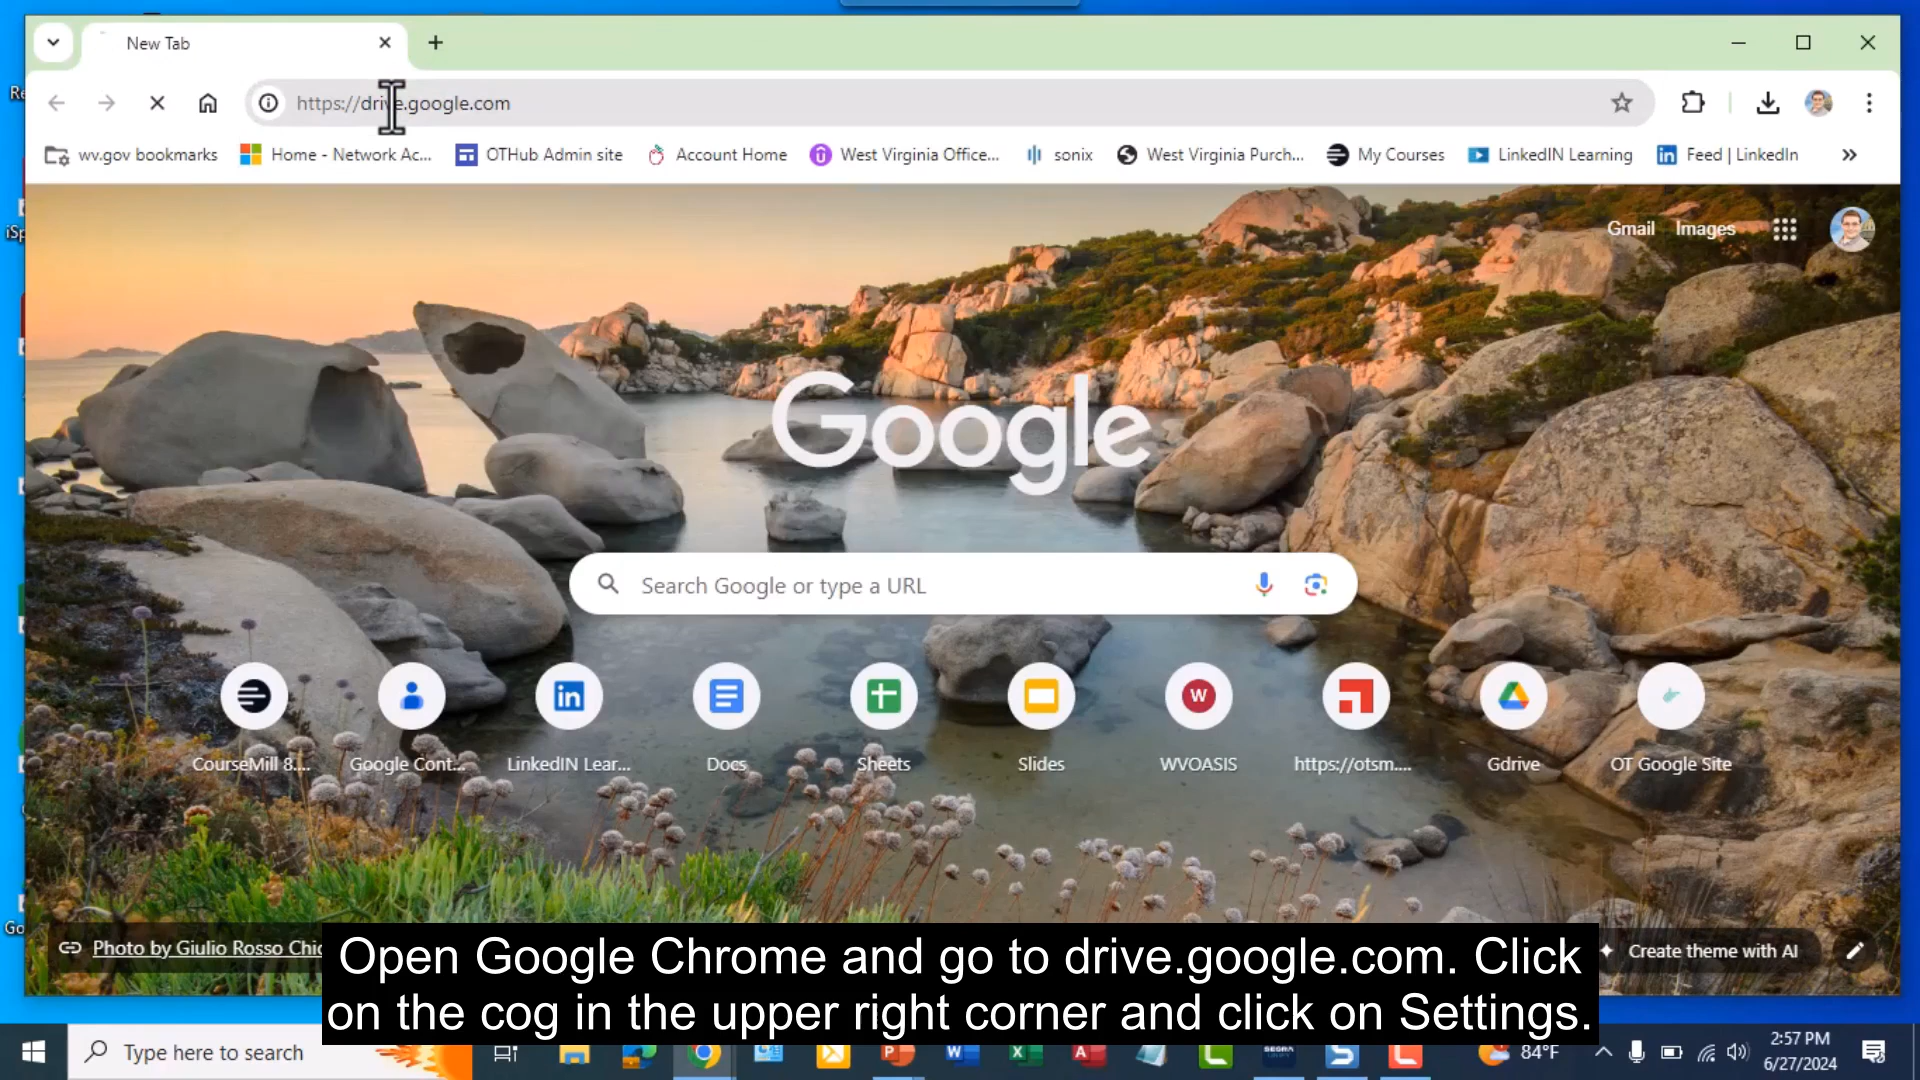 New Tab
https://drive.google.com
wv.gov bookmarks
Home - Network Ac...
OTHub Admin site
Account Home
West Virginia Office...
sonix
West Virginia Purch...
My Courses
LinkedIN Learning
Feed | LinkedIn
Gmail
Images
Google
Search Google or type a URL
CourseMill 8....
Google Cont...
LinkedIN Lear...
Docs
Sheets
Slides
WVOASIS
https://otsm....
Gdrive
OT Google Site
Photo by Giulio Rosso Chic
Create theme with AI
Open Google Chrome and go to drive.google.com. Click
on the cog in the upper right corner and click on Settings.
Type here to search
84°F
2:57 PM
6/27/2024